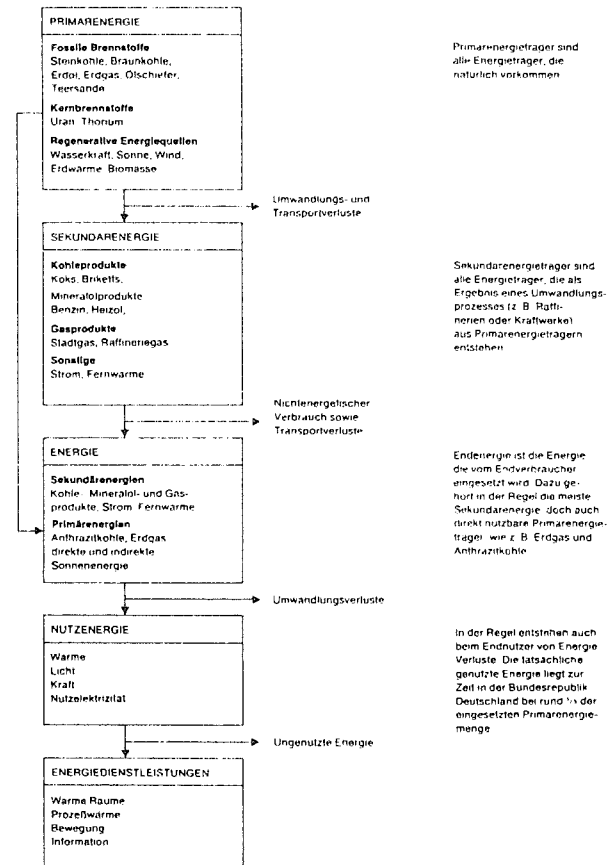 PRIMARENERGIE
Fossile Brennstoffe
Steinkohle, Braunkohle,
Erdol, Erdgas, Olschiefer,
Teersande
Kernbrennstoffe
Uran Thorium
Regenerative Energiequellen
Wasserkraft, Sonne, Wind,
Erdwarme Biomasse
Primarenergietrager sind
alle Energietrager, die
naturlich vorkommen
Umwandlungs- und
Transportverluste
SEKUNDARENERGIE
Kohleprodukte
Koks, Briketts,
Mineralolprodukte
Benzin, Heizol,
Gasprodukte
Stadtgas, Raffineriegas
Sonstige
Strom, Fernwarme
Sekundarenergietrager sind
alle Energietrager, die als
Ergebnis eines Umwandlungs-
prozesses (z. B. Raffi-
nerien oder Kraftwerke)
aus Primarenergietragern
entstehen
Nichtenergetischer
Verbrauch sowie
Transportverluste
ENERGIE
Sekundärenergien
Kohle- Mineralol- und Gas-
produkte, Strom Fernwarme
Primärenergien
Anthrazitkohle, Erdgas
direkte und indirekte
Sonnenenergie
Endenergie ist die Energie
die vom Endverbraucher
eingesetzt wird. Dazu ge-
hort in der Regel die meiste
Sekundarenergie doch auch
direkt nutzbare Primarenergie-
trager wie z. B. Erdgas und
Anthrazitkohle
Umwandlungsverluste
NUTZENERGIE
Warme
Licht
Kraft
Nutzelektrizitat
In der Regel entstehen auch
beim Endnutzer von Energie
Verluste. Die tatsachliche
genutzte Energie liegt zur
Zeit in der Bundesrepublik
Deutschland bei rund der
eingesetzten Primarenergie-
menge
Ungenutzte Energie
ENERGIEDIENSTLEISTUNGEN
Warme Raume
Prozeßwarme
Bewegung
Information